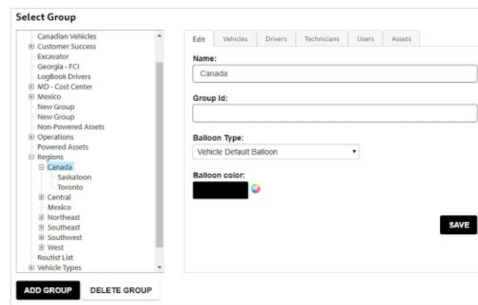 Select Group
Canadian Vehicles
Customer Success
Excavator
Georgia - FCI
LogBook Drivers
MD - Cost Center
Mexico
New Group
New Group
Non-Powered Assets
Operations
Powered Assets
Regions
Canada
Saskatoon
Toronto
Central
Mexico
Northeast
Southeast
Southwest
West
Routist List
Vehicle Types
ADD GROUP DELETE GROUP
Edit Vehicles Drivers Technicians Users Assets
Name:
Canada
Group Id:
Balloon Type:
Vehicle Default Balloon
Balloon color:
SAVE